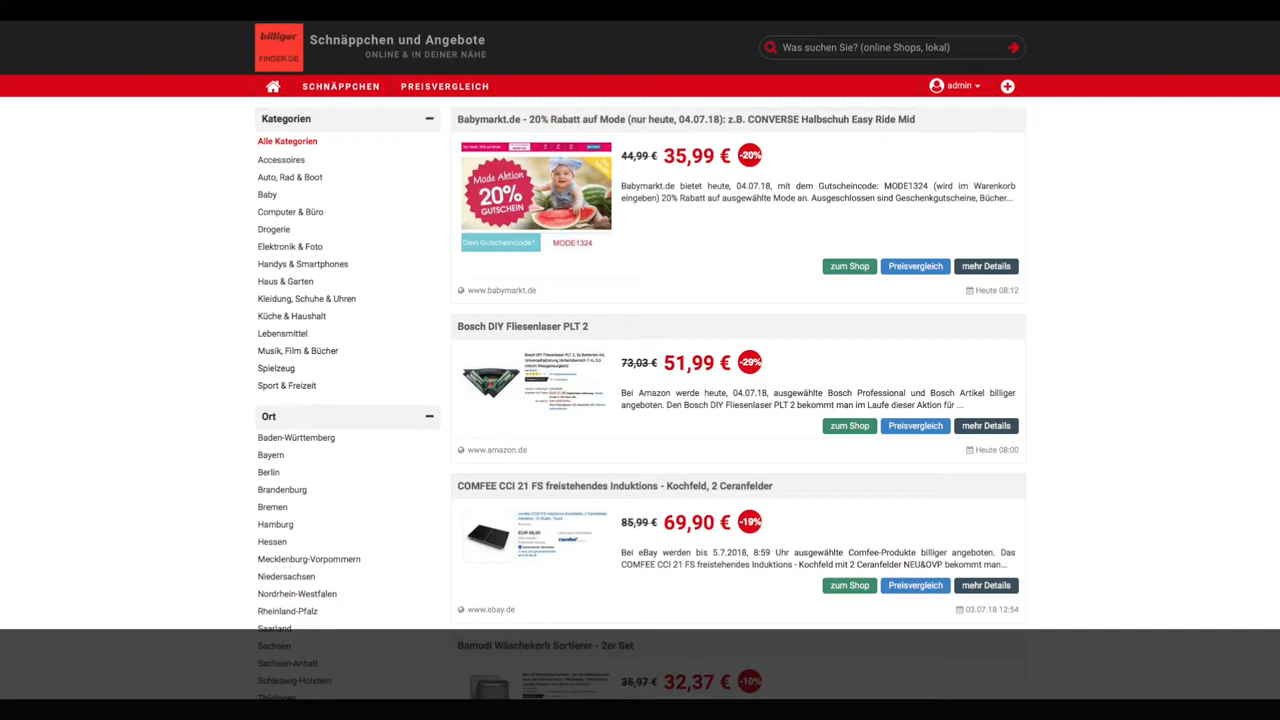 billiger
FINDER.DE
Schnäppchen und Angebote
ONLINE & IN DEINER NÄHE
Was suchen Sie? (online Shops, lokal)
SCHNÄPPCHEN
PREISVERGLEICH
admin
Kategorien
Alle Kategorien
Accessoires
Auto, Rad & Boot
Baby
Computer & Büro
Drogerie
Elektronik & Foto
Handys & Smartphones
Haus & Garten
Kleidung, Schuhe & Uhren
Küche & Haushalt
Lebensmittel
Musik, Film & Bücher
Spielzeug
Sport & Freizeit
Ort
Baden-Württemberg
Bayern
Berlin
Brandenburg
Bremen
Hamburg
Hessen
Mecklenburg-Vorpommern
Niedersachsen
Nordrhein-Westfalen
Rheinland-Pfalz
Saarland
Sachsen
Sachsen-Anhalt
Schleswig-Holstein
Thüringen
Babymarkt.de - 20% Rabatt auf Mode (nur heute, 04.07.18): z.B. CONVERSE Halbschuh Easy Ride Mid
Mode Aktion
20%
GUTSCHEIN
Dein Gutscheincode*:
MODE1324
44,99 € 35,99 € -20%
Babymarkt.de bietet heute, 04.07.18, mit dem Gutscheincode: MODE1324 (wird im Warenkorb
eingeben) 20% Rabatt auf ausgewählte Mode an. Ausgeschlossen sind Geschenkgutscheine, Bücher...
zum Shop
Preisvergleich
mehr Details
www.babymarkt.de
Heute 08:12
Bosch DIY Fliesenlaser PLT 2
73,03 € 51,99 € -29%
Bei Amazon werde heute, 04.07.18, ausgewählte Bosch Professional und Bosch Artikel billiger
angeboten. Den Bosch DIY Fliesenlaser PLT 2 bekommt man im Laufe dieser Aktion für ...
zum Shop
Preisvergleich
mehr Details
www.amazon.de
Heute 08:00
COMFEE CCI 21 FS freistehendes Induktions - Kochfeld, 2 Ceranfelder
85,99 € 69,90 € -19%
Bei eBay werden bis 5.7.2018, 8:59 Uhr ausgewählte Comfee-Produkte billiger angeboten. Das
COMFEE CCI 21 FS freistehendes Induktions - Kochfeld mit 2 Ceranfelder NEU&OVP bekommt man...
zum Shop
Preisvergleich
mehr Details
www.ebay.de
03.07.18 12:54
Bamodi Wäschekorb Sortierer - 2er Set
35,97 € 32,37 € -10%